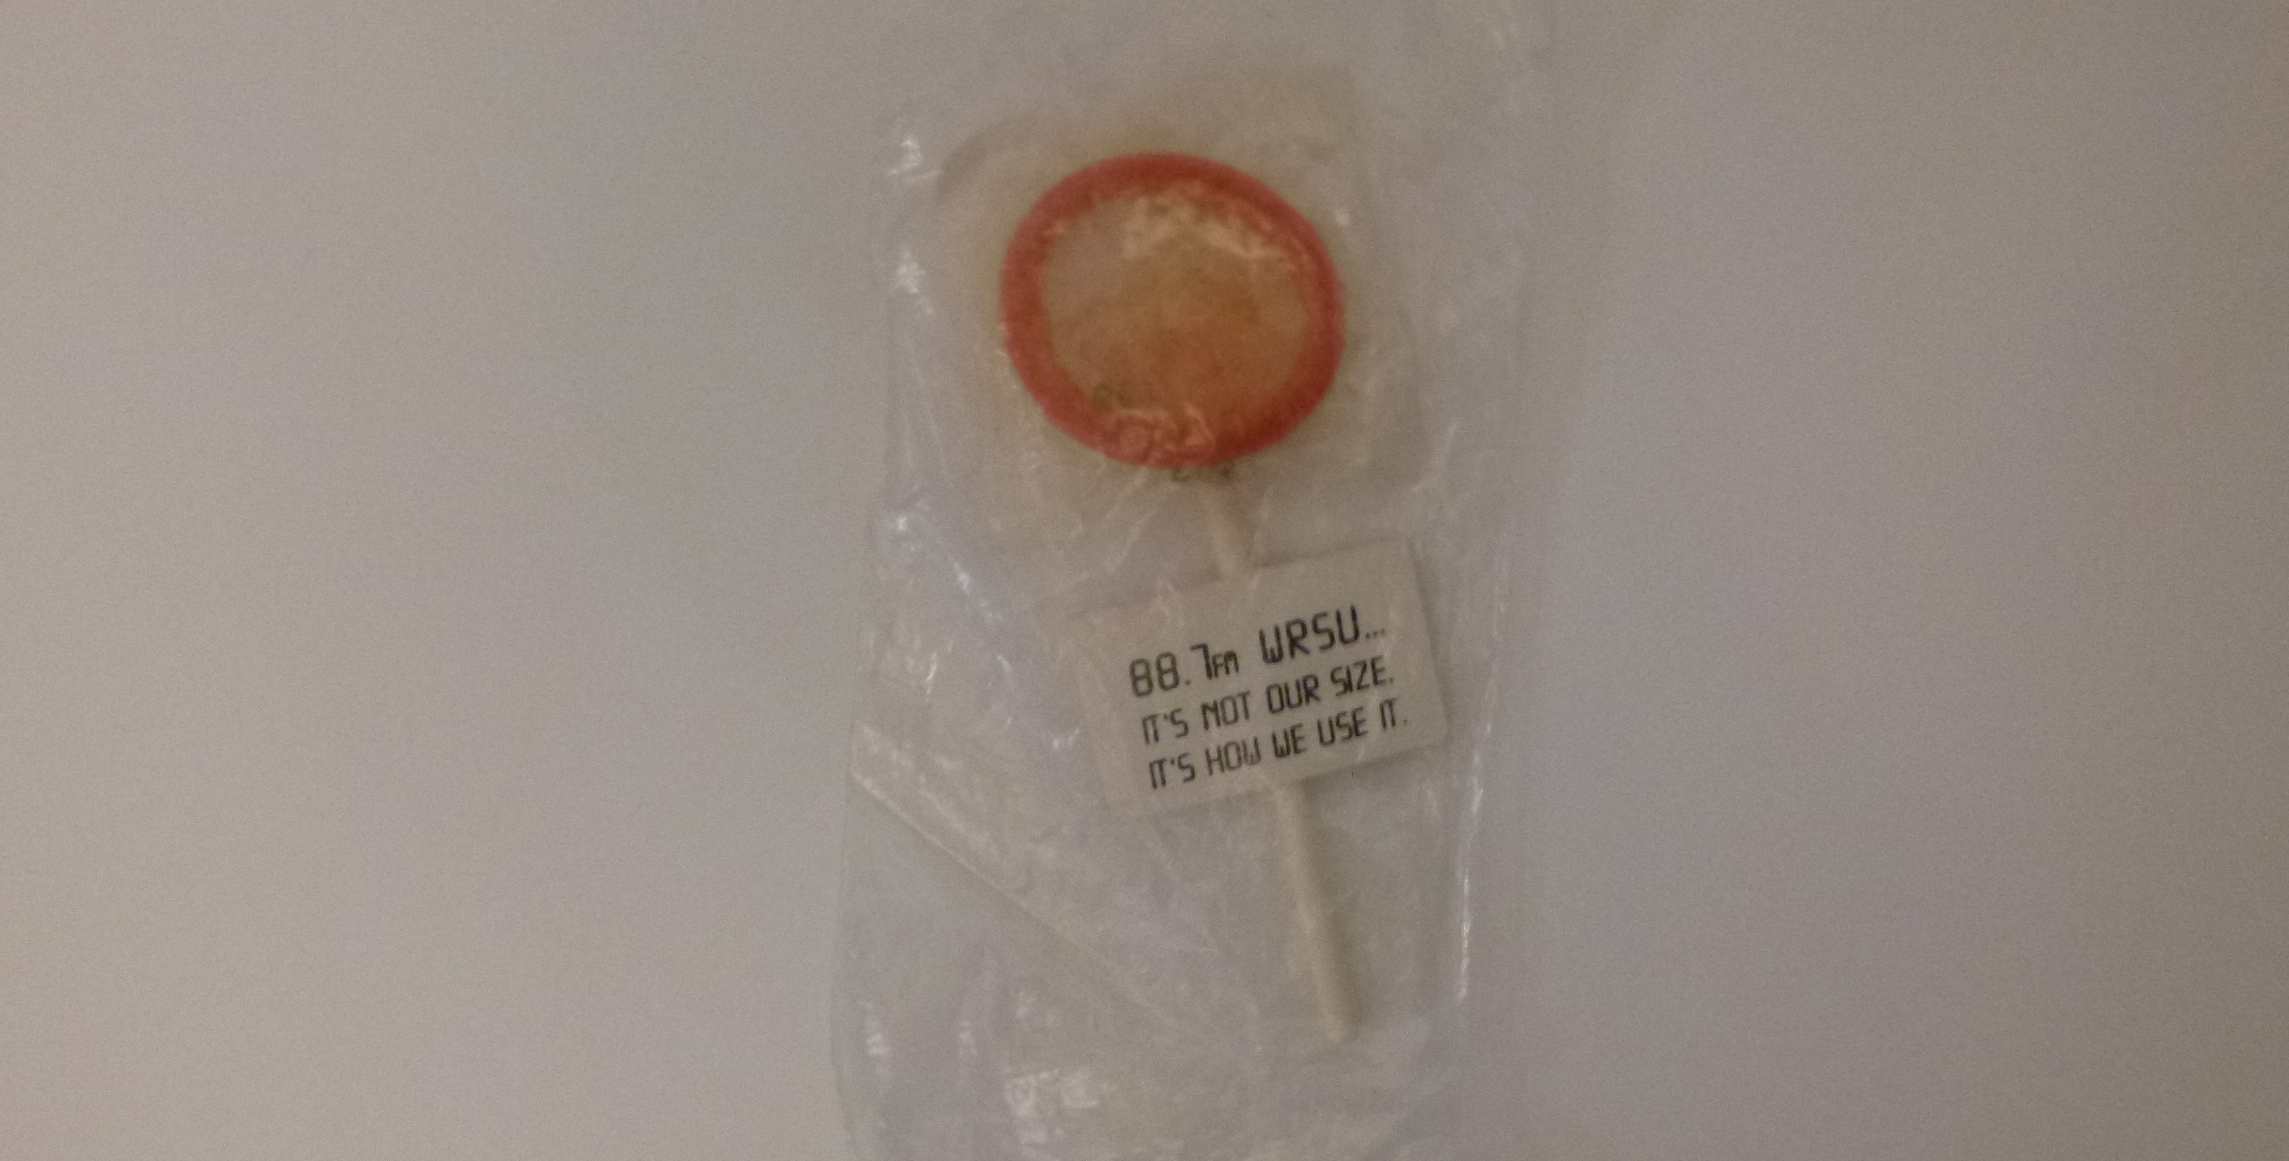 88.7FM WRSU...
IT'S NOT OUR SIZE.
IT'S HOW WE USE IT.